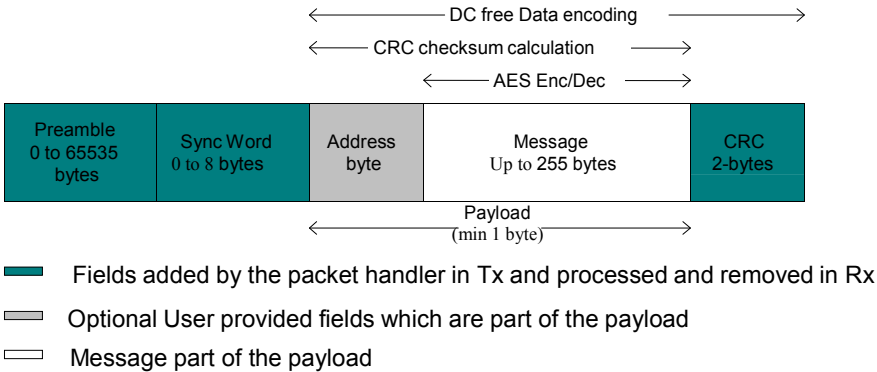 DC free Data encoding
CRC checksum calculation
AES Enc/Dec
Preamble
0 to 65535
bytes
Sync Word
0 to 8 bytes
Address
byte
Message
Up to 255 bytes
CRC
2-bytes
Payload
(min 1 byte)
Fields added by the packet handler in Tx and processed and removed in Rx
Optional User provided fields which are part of the payload
Message part of the payload